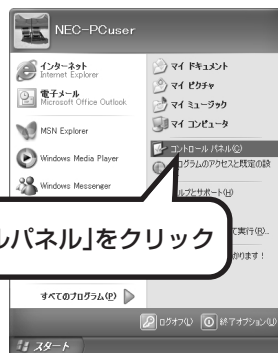 NEC-PCuser
インターネット
Internet Explorer
電子メール
Microsoft Office Outlook
MSN Explorer
Windows Media Player
Windows Messenger
すべてのプログラム(P)
マイ ドキュメント
マイ ピクチャ
マイ ミュージック
マイ コンピュータ
コントロール パネル(C)
ログラムのアクセスと既定の設
ルプとサポート(H)
て実行(R)...
かります！
ルパネル」をクリック
ログオフ(L)
終了オプション(U)
スタート